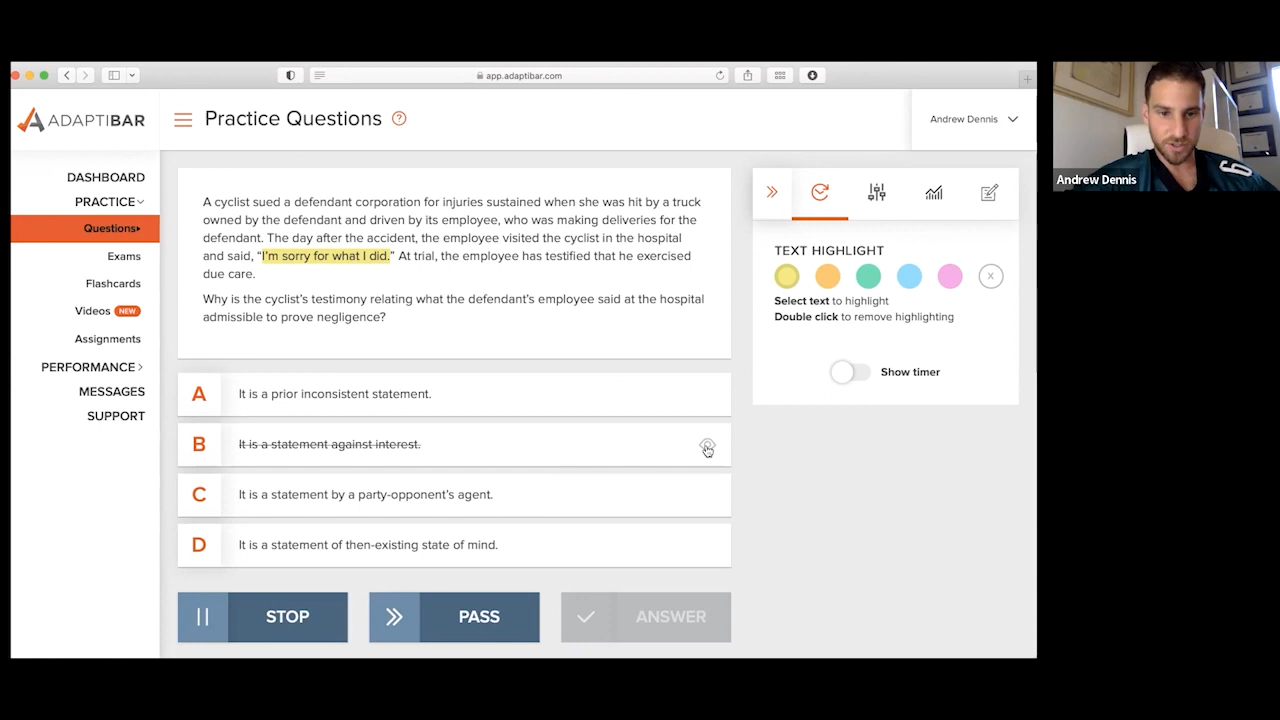 app.adaptibar.com
ADAPTIBAR
Practice Questions ?
Andrew Dennis
DASHBOARD
PRACTICE
Questions
Exams
Flashcards
Videos NEW
Assignments
PERFORMANCE
MESSAGES
SUPPORT
A cyclist sued a defendant corporation for injuries sustained when she was hit by a truck
owned by the defendant and driven by its employee, who was making deliveries for the
defendant. The day after the accident, the employee visited the cyclist in the hospital
and said, “I’m sorry for what I did.” At trial, the employee has testified that he exercised
due care.
Why is the cyclist’s testimony relating what the defendant’s employee said at the hospital
admissible to prove negligence?
A It is a prior inconsistent statement.
B It is a statement against interest.
C It is a statement by a party-opponent’s agent.
D It is a statement of then-existing state of mind.
STOP
PASS
ANSWER
TEXT HIGHLIGHT
Select text to highlight
Double click to remove highlighting
Show timer
Andrew Dennis
6